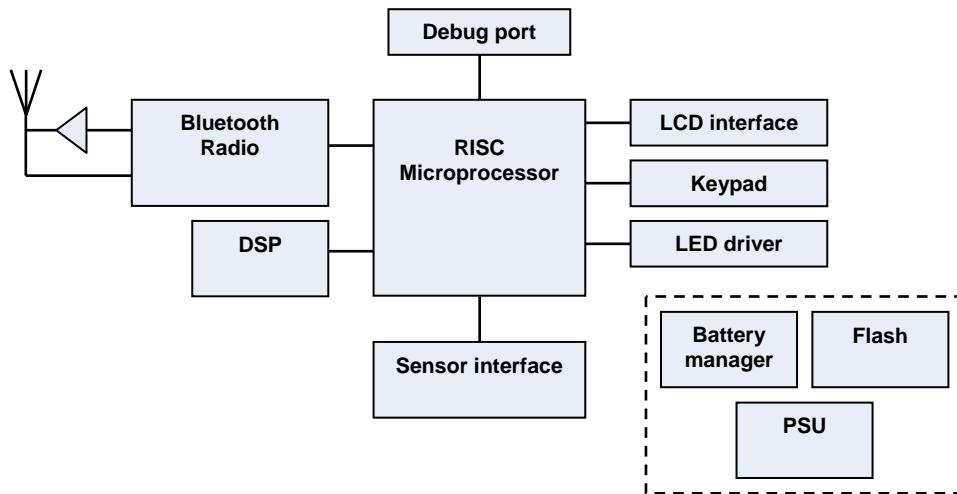 Debug port
Bluetooth
Radio
RISC
Microprocessor
LCD interface
Keypad
DSP
LED driver
Sensor interface
Battery
manager
Flash
PSU